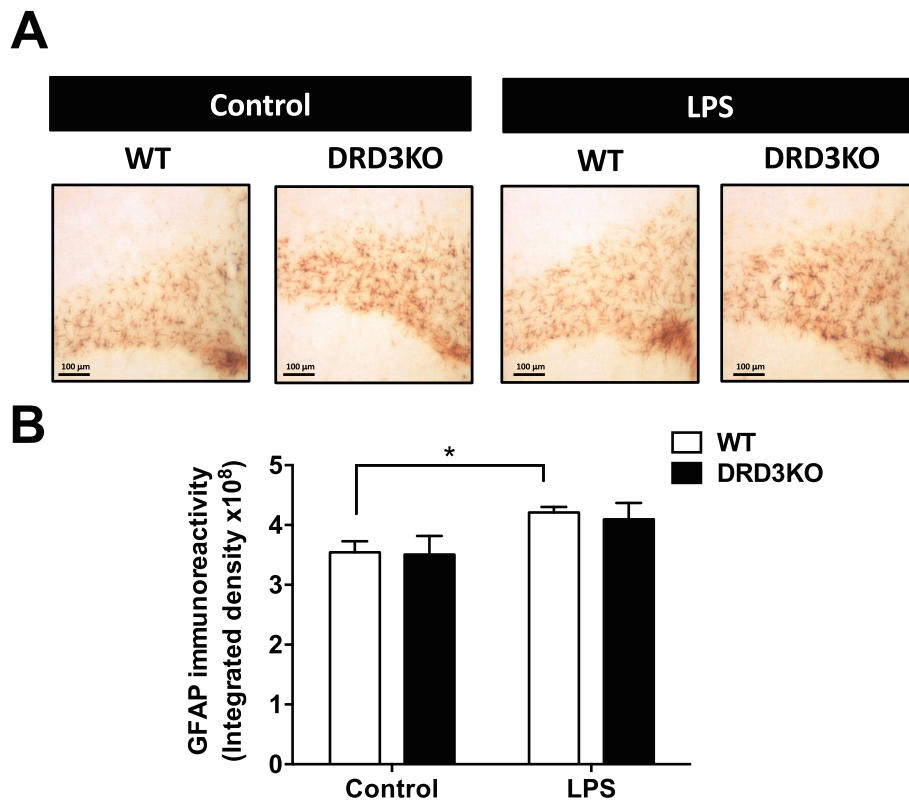 A
Control
LPS
WT
DRD3KO
WT
DRD3KO
100 µm
100 µm
100 µm
100 µm
B
WT
DRD3KO
*
GFAP immunoreactivity
(Integrated density x10⁸)
5
4
3
2
1
0
Control
LPS